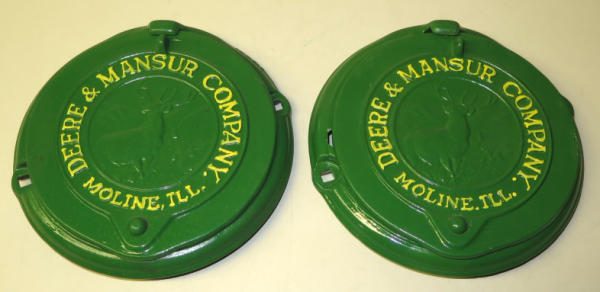 DEERE & MANSUR COMPANY.
MOLINE, ILL.
DEERE & MANSUR COMPANY.
MOLINE. ILL.